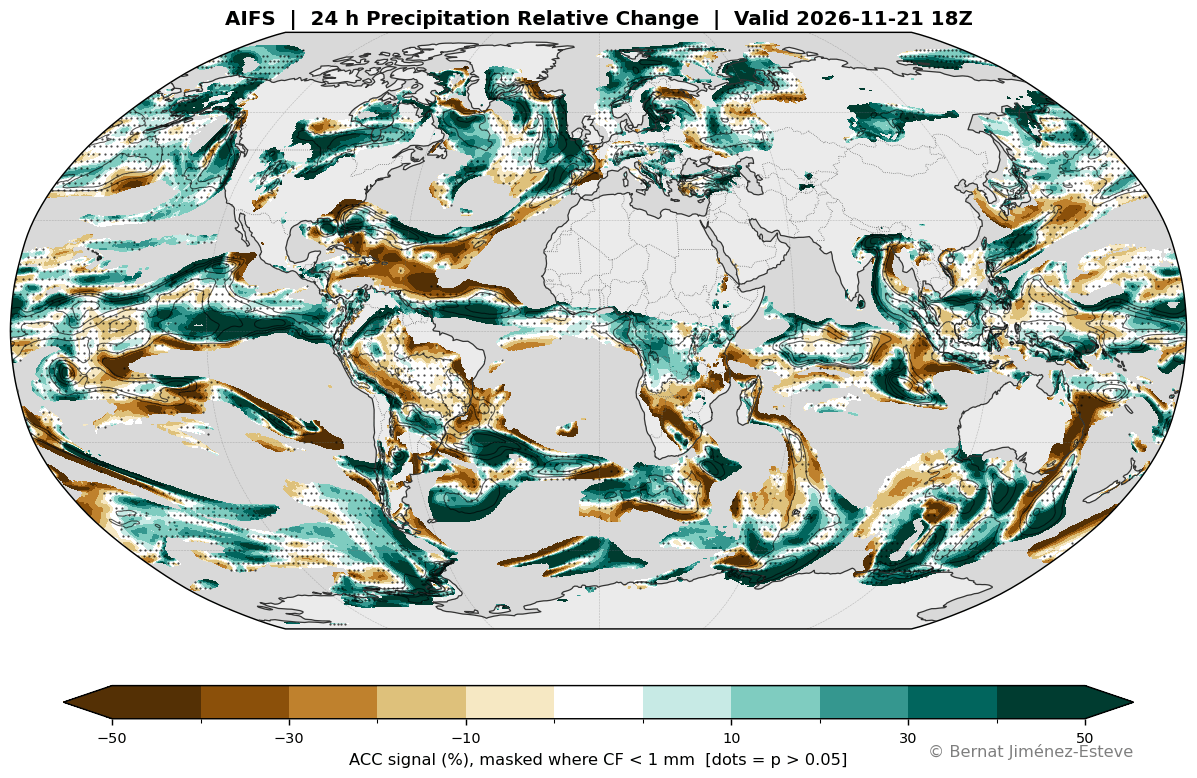 AIFS | 24 h Precipitation Relative Change | Valid 2026-11-21 18Z
−50 −30 −10 10 30 50
© Bernat Jiménez-Esteve
ACC signal (%), masked where CF < 1 mm [dots = p > 0.05]